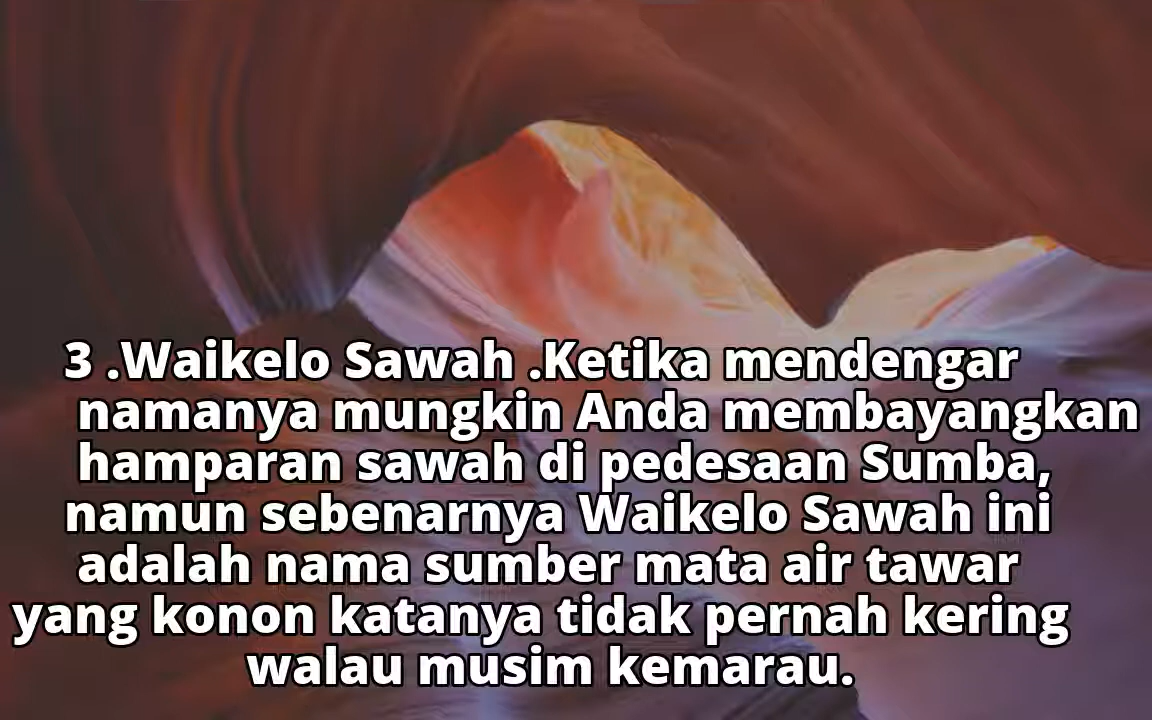 3 .Waikelo Sawah .Ketika mendengar
namanya mungkin Anda membayangkan
hamparan sawah di pedesaan Sumba,
namun sebenarnya Waikelo Sawah ini
adalah nama sumber mata air tawar
yang konon katanya tidak pernah kering
walau musim kemarau.